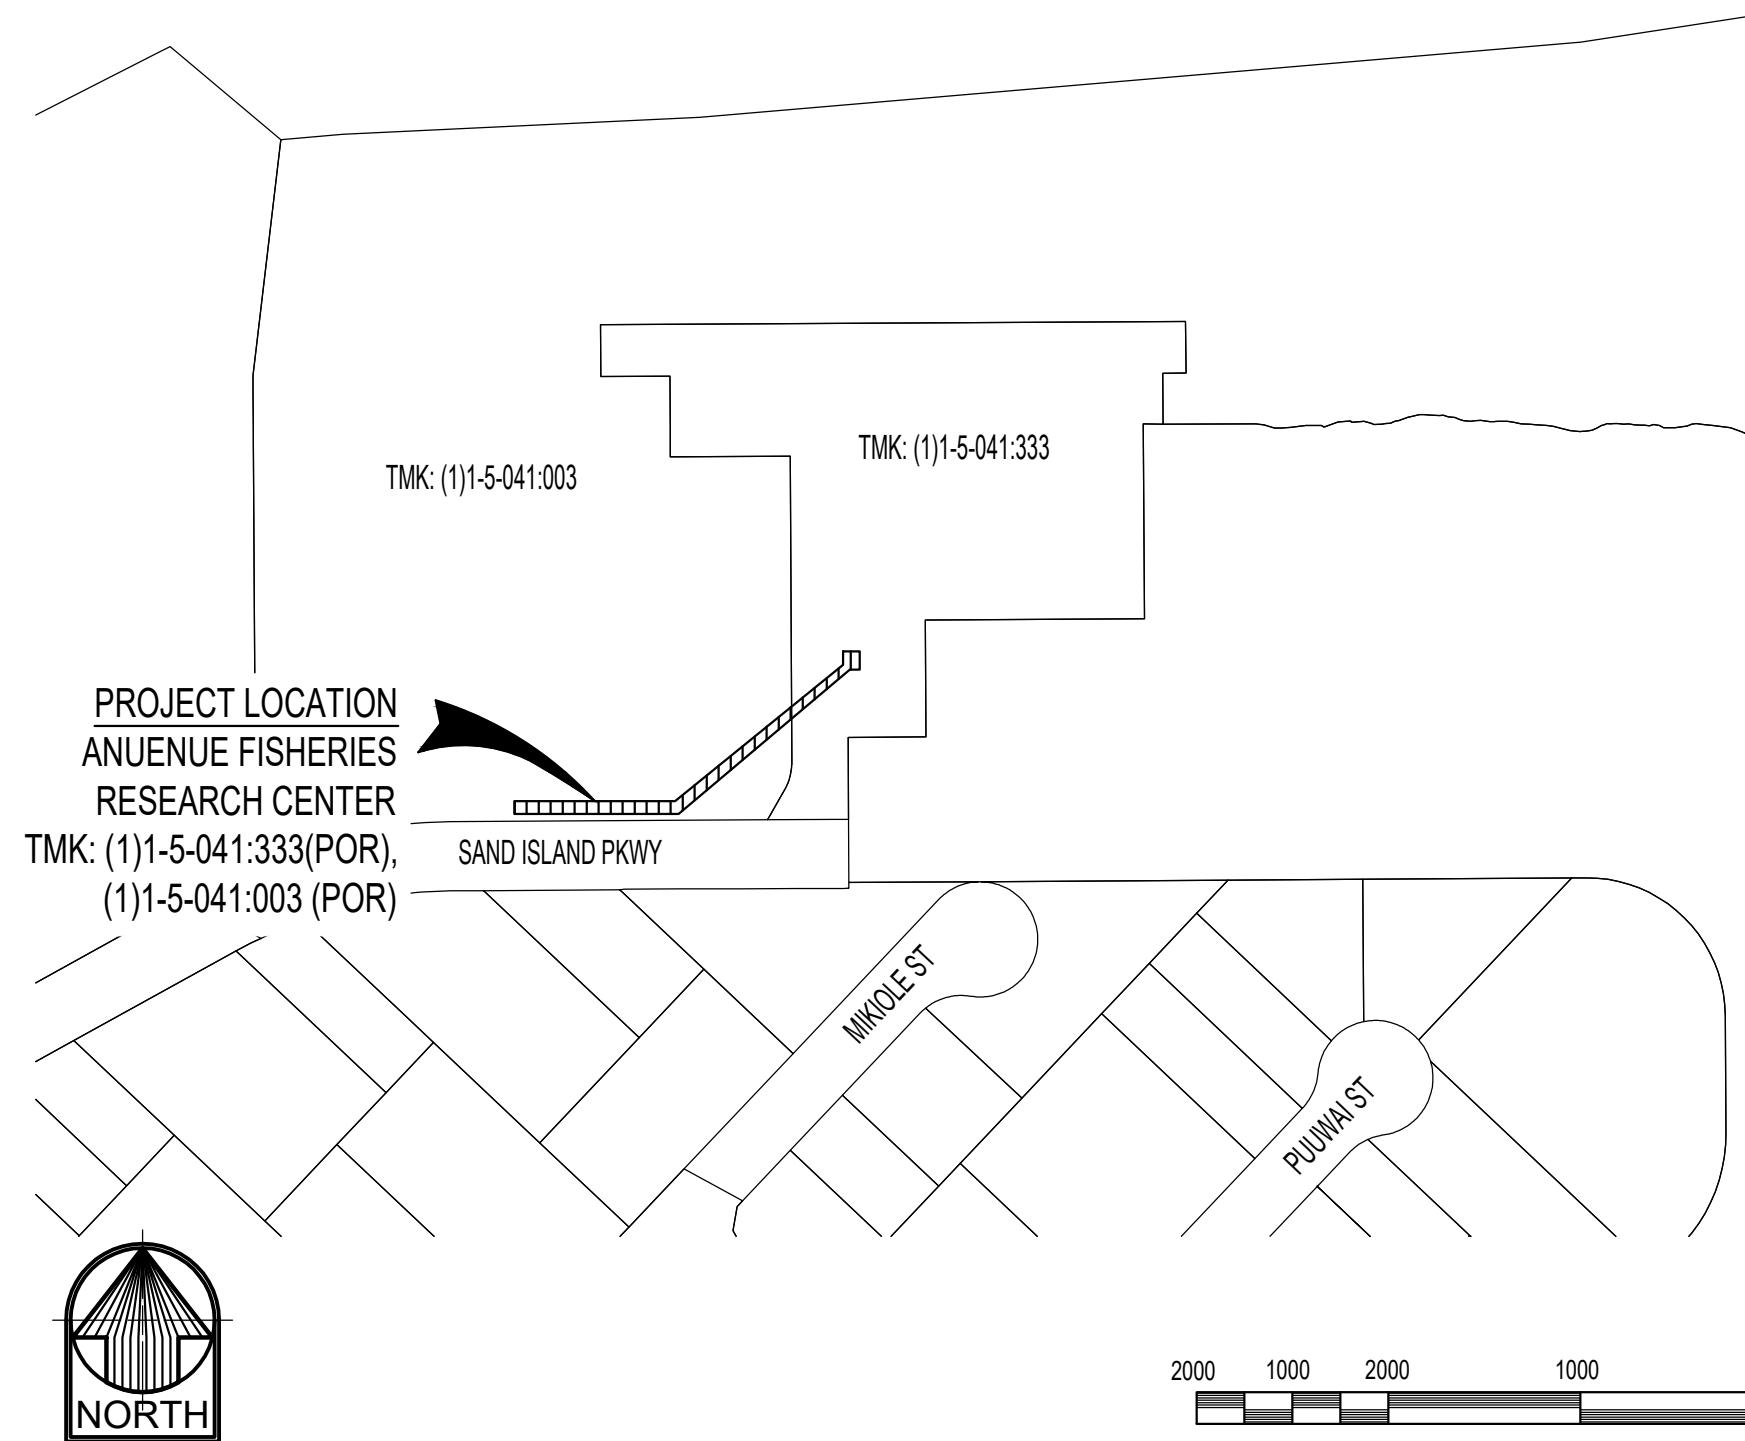 TMK: (1)1-5-041:333
TMK: (1)1-5-041:003
PROJECT LOCATION
ANUENUE FISHERIES
RESEARCH CENTER
TMK: (1)1-5-041:333(POR),
(1)1-5-041:003 (POR)
SAND ISLAND PKWY
MIKIOLE ST
PUUWAI ST
NORTH
2000 1000 2000 1000